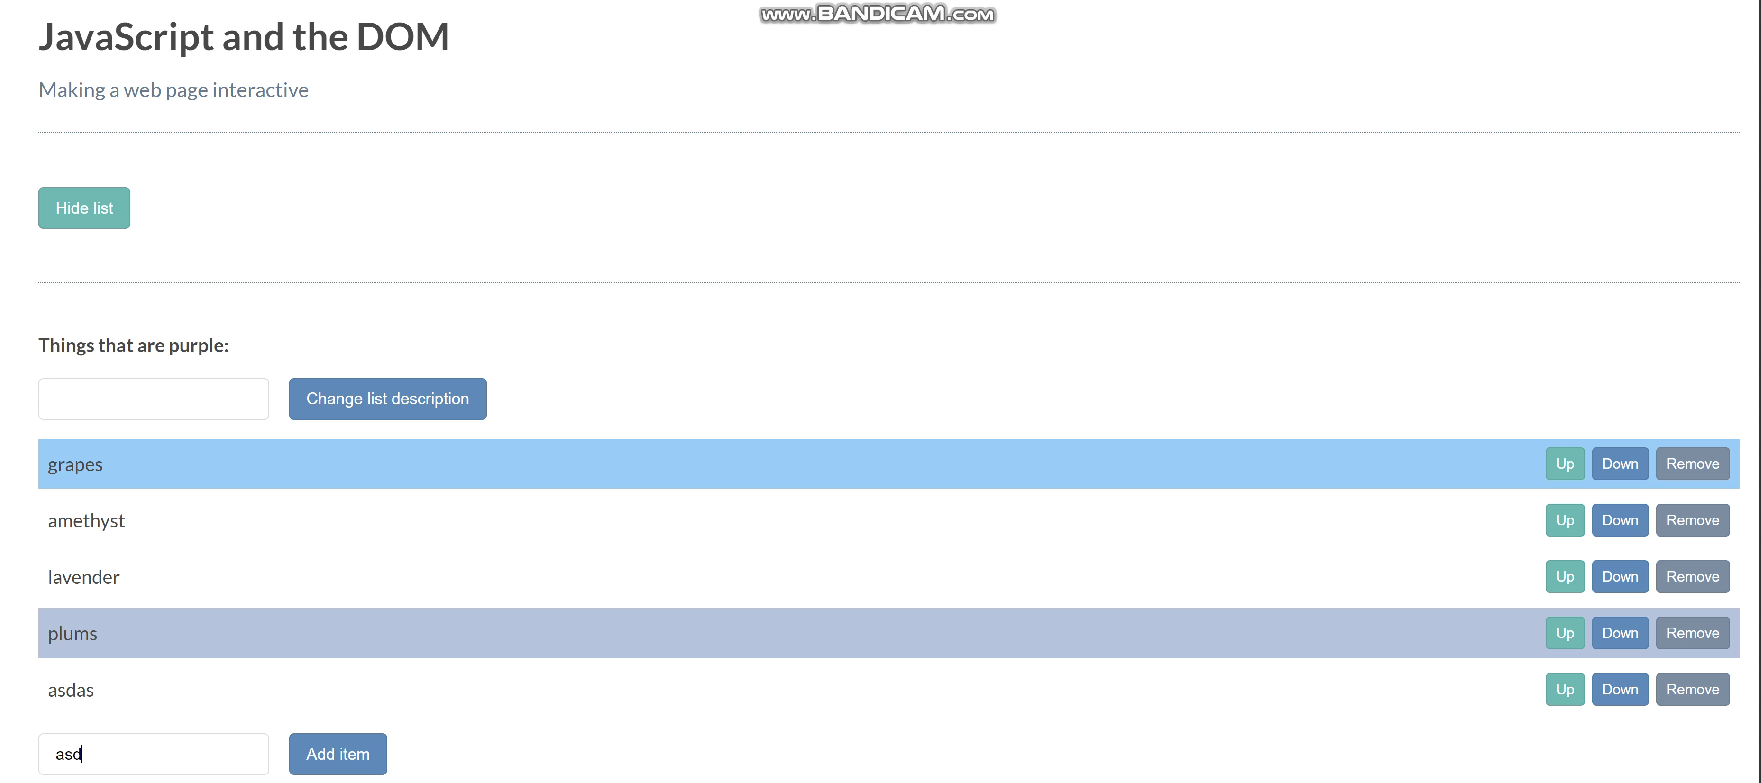 www.BANDICAM.COM
JavaScript and the DOM
Making a web page interactive
Hide list
Things that are purple:
Change list description
grapes Up Down Remove
amethyst Up Down Remove
lavender Up Down Remove
plums Up Down Remove
asdas Up Down Remove
asd Add item